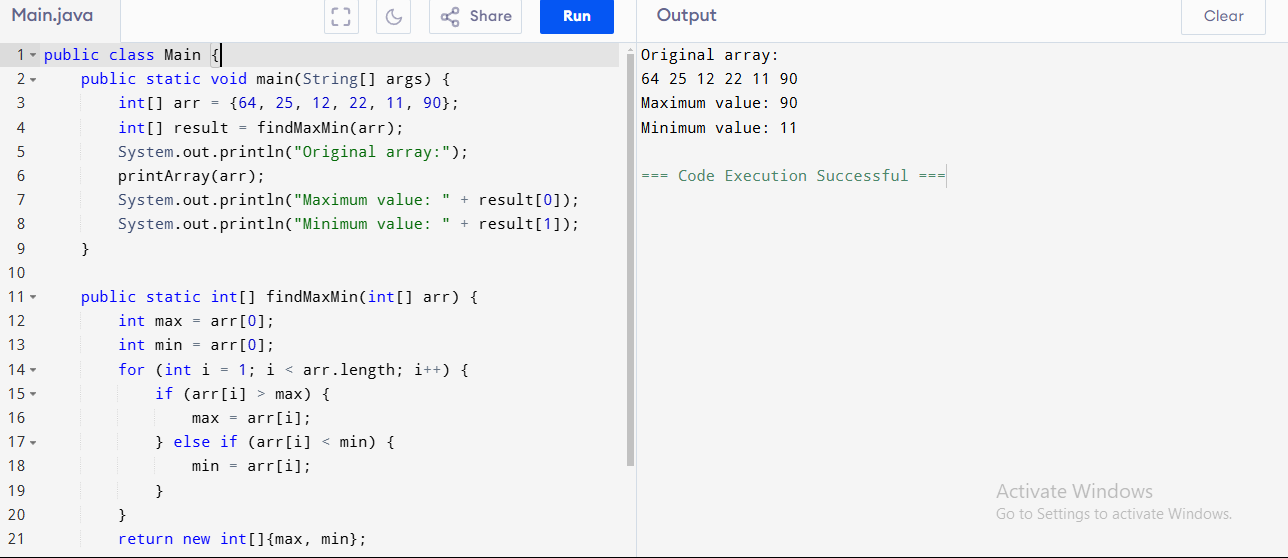 Main.java
Share
Run
Output
Clear
1 public class Main {
2     public static void main(String[] args) {
3         int[] arr = {64, 25, 12, 22, 11, 90};
4         int[] result = findMaxMin(arr);
5         System.out.println("Original array:");
6         printArray(arr);
7         System.out.println("Maximum value: " + result[0]);
8         System.out.println("Minimum value: " + result[1]);
9     }
10
11     public static int[] findMaxMin(int[] arr) {
12         int max = arr[0];
13         int min = arr[0];
14         for (int i = 1; i < arr.length; i++) {
15             if (arr[i] > max) {
16                 max = arr[i];
17             } else if (arr[i] < min) {
18                 min = arr[i];
19             }
20         }
21         return new int[]{max, min};
Original array:
64 25 12 22 11 90
Maximum value: 90
Minimum value: 11
=== Code Execution Successful ===
Activate Windows
Go to Settings to activate Windows.